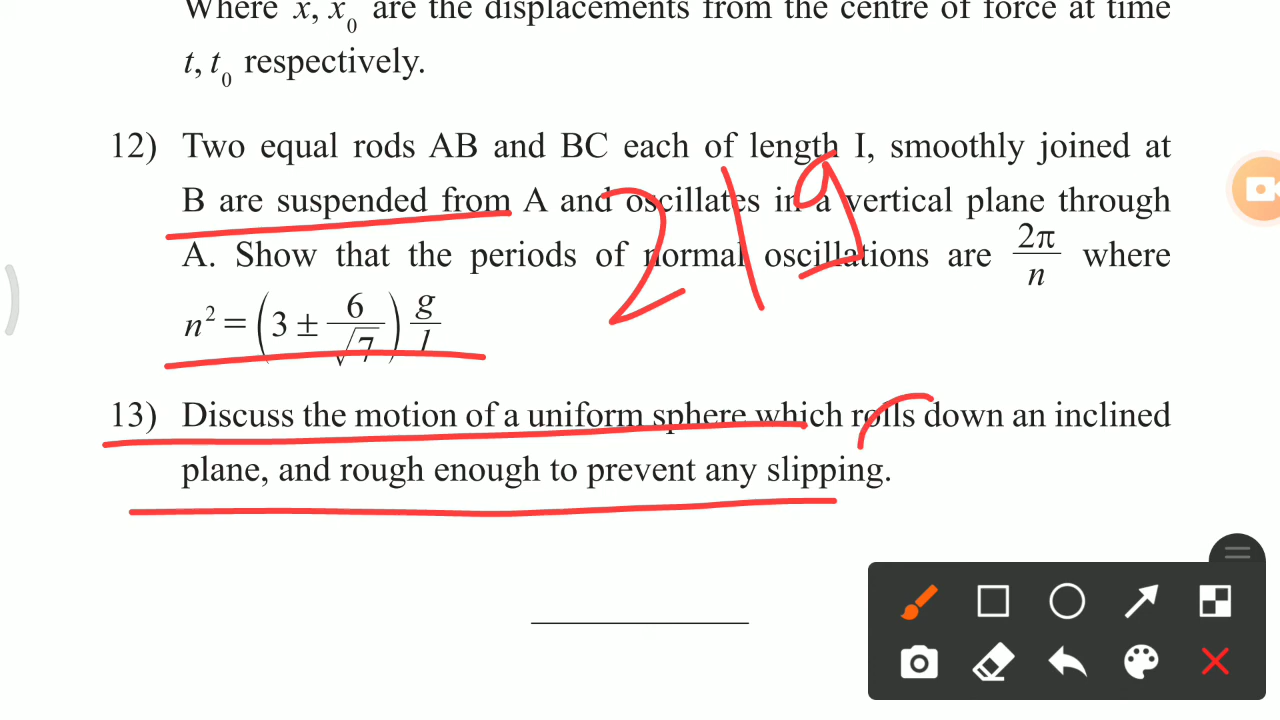 Where x, x₀ are the displacements from the centre of force at time
t, t₀ respectively.
12) Two equal rods AB and BC each of length I, smoothly joined at
B are suspended from A and oscillates in a vertical plane through
A. Show that the periods of normal oscillations are 2π/n where
n² = (3 ± 6/√7) g/l
219
13) Discuss the motion of a uniform sphere which rolls down an inclined
plane, and rough enough to prevent any slipping.